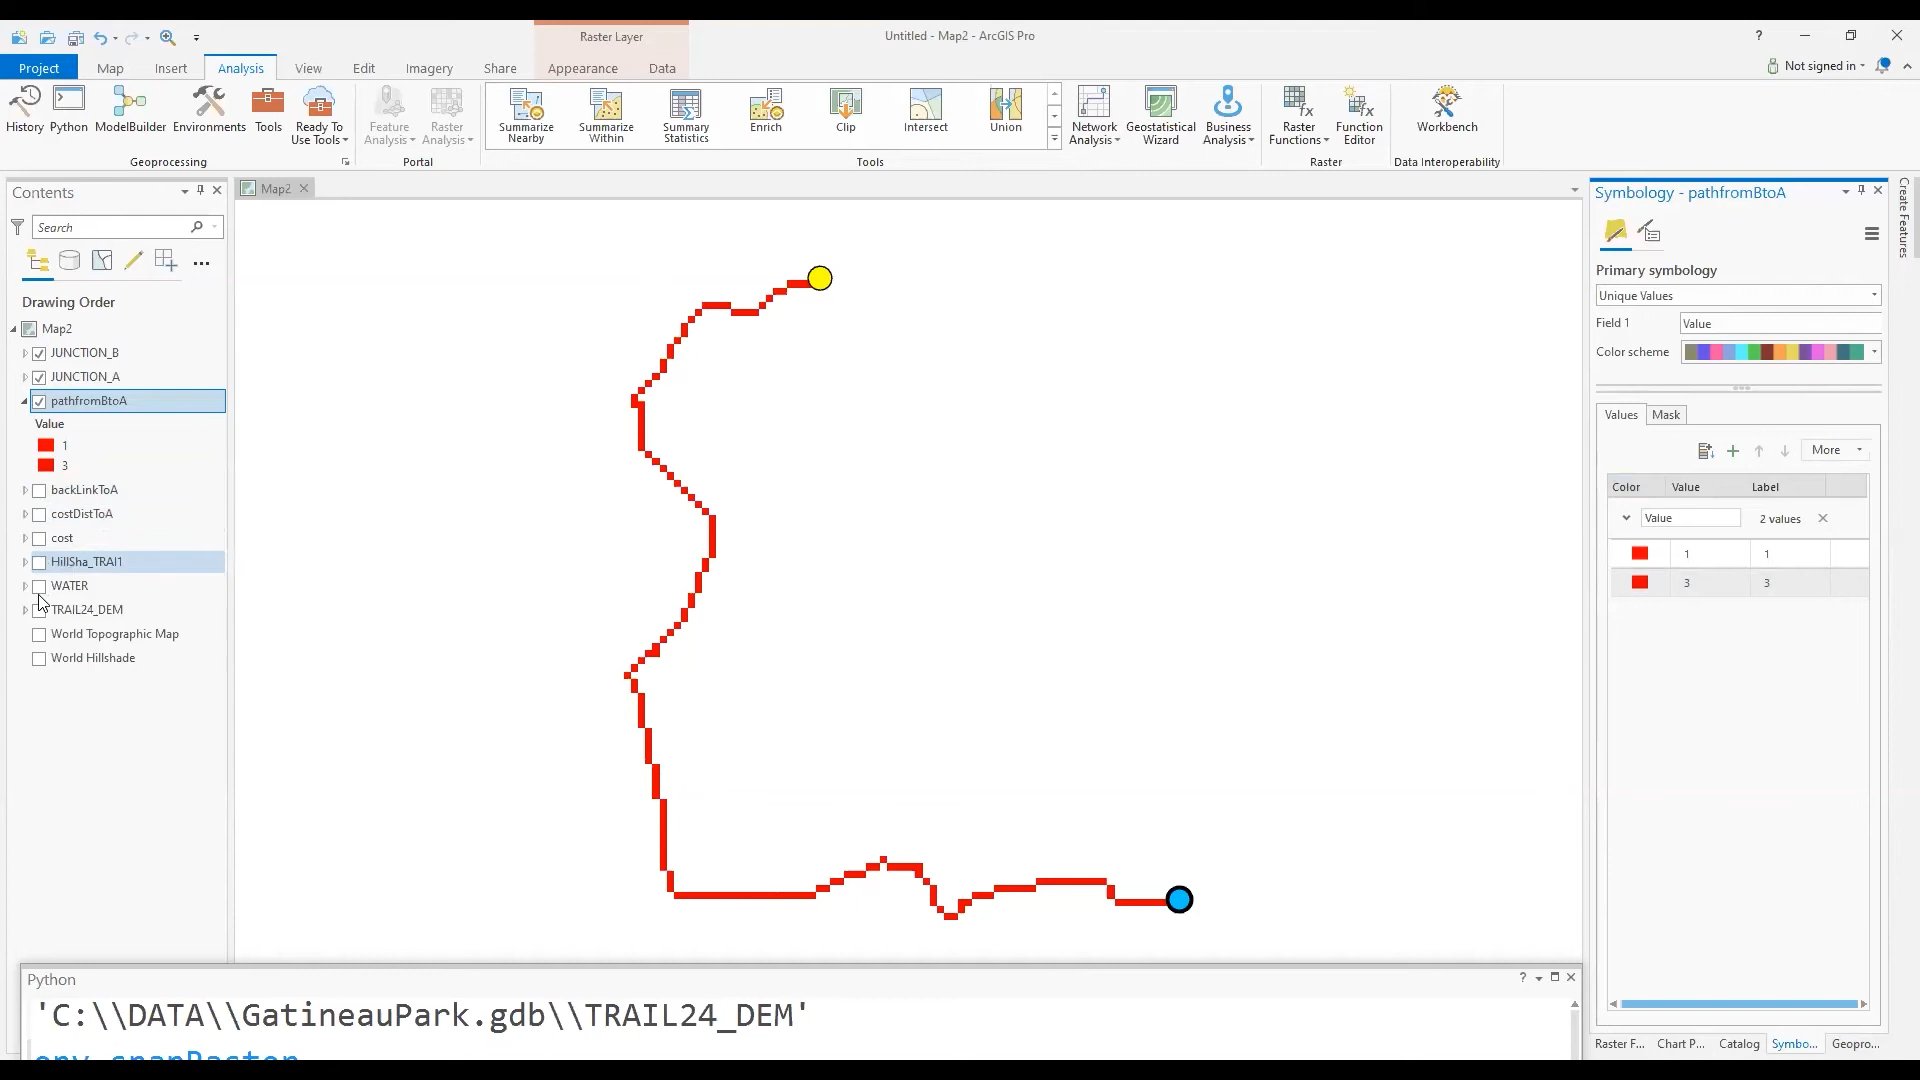 Raster Layer
Untitled - Map2 - ArcGIS Pro
?
Project Map Insert Analysis View Edit Imagery Share Appearance Data
Not signed in
History Python ModelBuilder Environments Tools Ready To Use Tools
Geoprocessing
Feature Analysis Raster Analysis
Portal
Summarize Nearby Summarize Within Summary Statistics Enrich Clip Intersect Union
Tools
Network Analysis Geostatistical Wizard Business Analysis
Raster Functions Function Editor
Raster
Workbench
Data Interoperability
Contents
Search
Drawing Order
Map2
JUNCTION_B
JUNCTION_A
pathfromBtoA
Value
1
3
backLinkToA
costDistToA
cost
HillSha_TRAI1
WATER
TRAIL24_DEM
World Topographic Map
World Hillshade
Map2
Python
?
'C:\\DATA\\GatineauPark.gdb\\TRAIL24_DEM'
env.snapRaster
Symbology - pathfromBtoA
Primary symbology
Unique Values
Field 1 Value
Color scheme
Values Mask
More
Color Value Label
Value 2 values
1 1
3 3
Raster F... Chart P... Catalog Symbo... Geopro...
Create Features